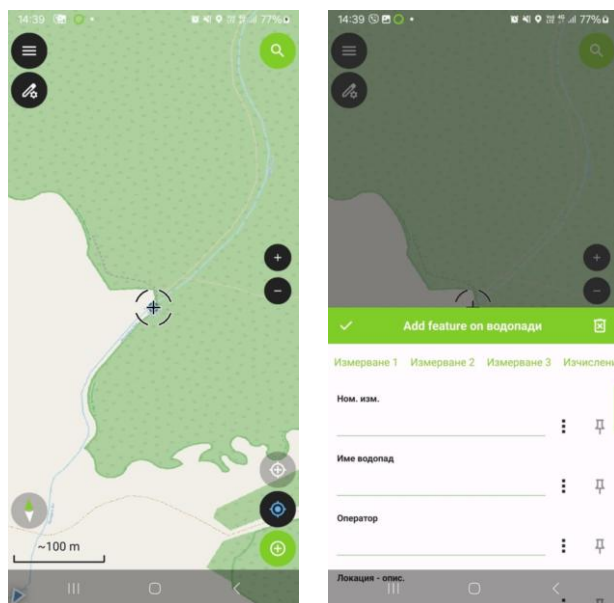 14:39
77%
~100 m
14:39
77%
Add feature on водопади
Измерване 1 Измерване 2 Измерване 3 Изчислени
Ном. изм.
Име водопад
Оператор
Локация - опис.